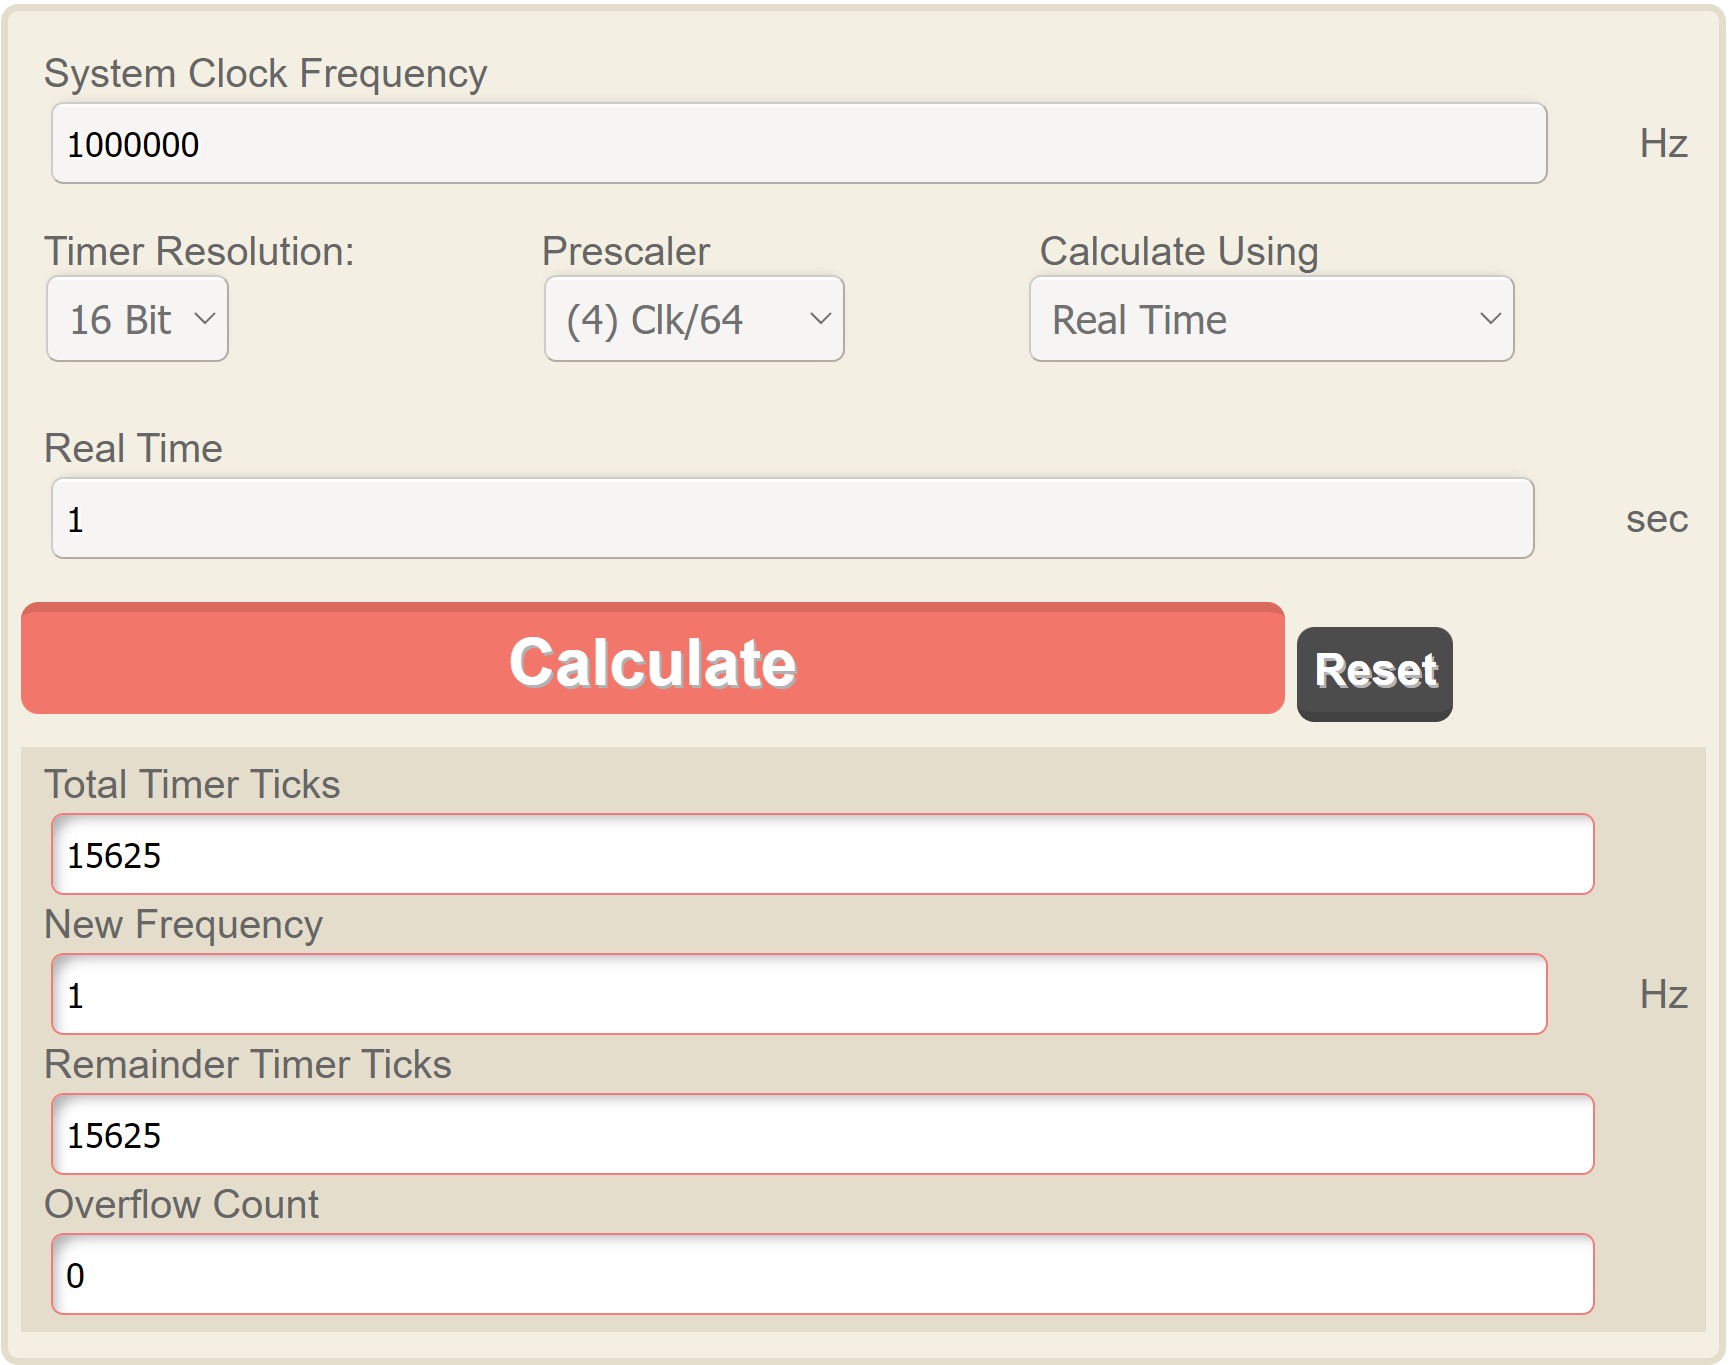 System Clock Frequency
1000000 Hz
Timer Resolution: Prescaler Calculate Using
16 Bit (4) Clk/64 Real Time
Real Time
1 sec
Calculate Reset
Total Timer Ticks
15625
New Frequency
1 Hz
Remainder Timer Ticks
15625
Overflow Count
0